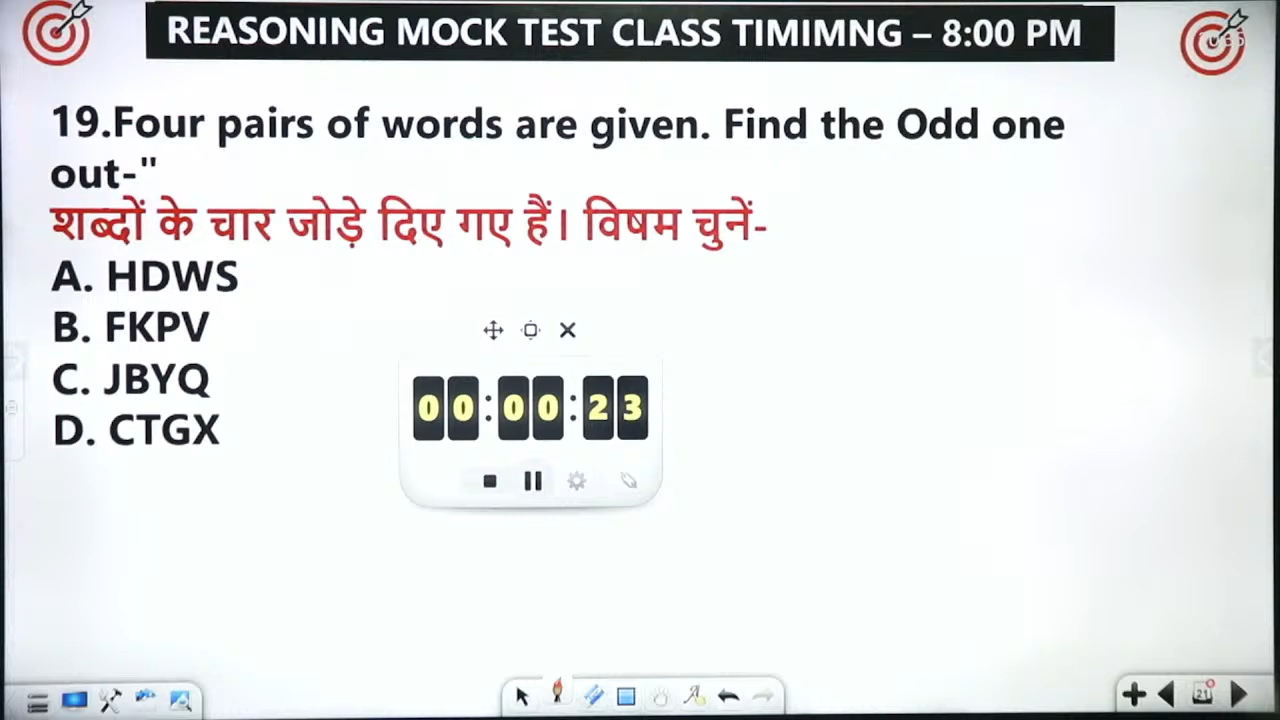 REASONING MOCK TEST CLASS TIMIMNG – 8:00 PM
19.Four pairs of words are given. Find the Odd one
out-"
शब्दों के चार जोड़े दिए गए हैं। विषम चुनें-
A. HDWS
B. FKPV
C. JBYQ
D. CTGX
00:00:23
21